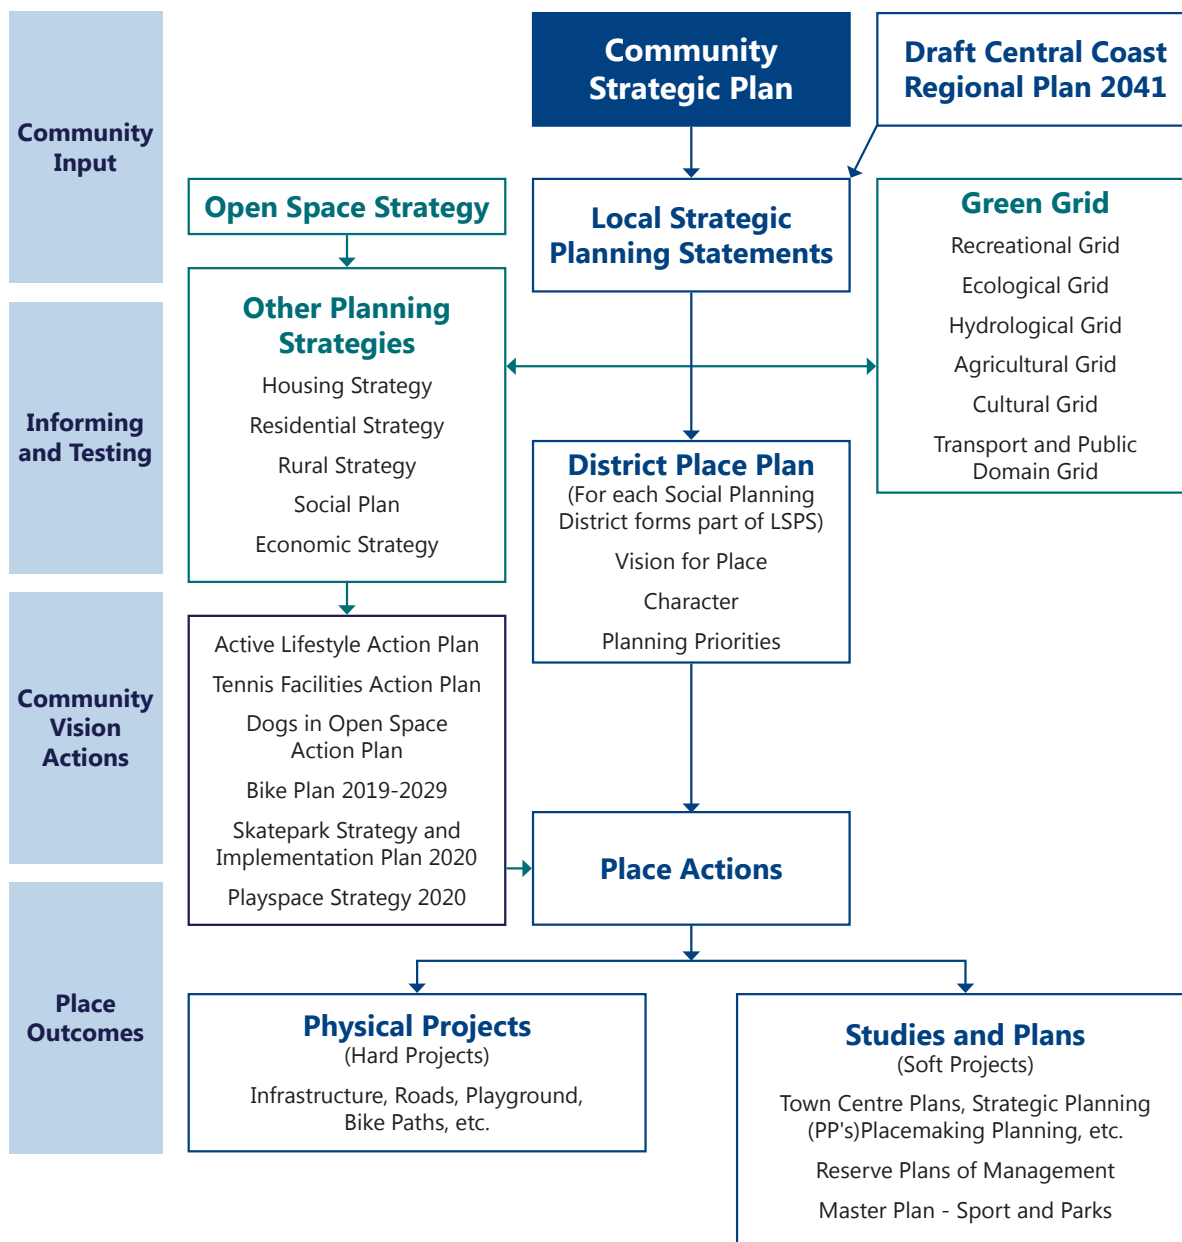 Community
Input
Informing
and Testing
Community
Vision
Actions
Place
Outcomes
Community
Strategic Plan
Draft Central Coast
Regional Plan 2041
Open Space Strategy
Local Strategic
Planning Statements
Green Grid
Recreational Grid
Ecological Grid
Hydrological Grid
Agricultural Grid
Cultural Grid
Transport and Public
Domain Grid
Other Planning
Strategies
Housing Strategy
Residential Strategy
Rural Strategy
Social Plan
Economic Strategy
District Place Plan
(For each Social Planning
District forms part of LSPS)
Vision for Place
Character
Planning Priorities
Active Lifestyle Action Plan
Tennis Facilities Action Plan
Dogs in Open Space
Action Plan
Bike Plan 2019-2029
Skatepark Strategy and
Implementation Plan 2020
Playspace Strategy 2020
Place Actions
Physical Projects
(Hard Projects)
Infrastructure, Roads, Playground,
Bike Paths, etc.
Studies and Plans
(Soft Projects)
Town Centre Plans, Strategic Planning
(PP's)Placemaking Planning, etc.
Reserve Plans of Management
Master Plan - Sport and Parks